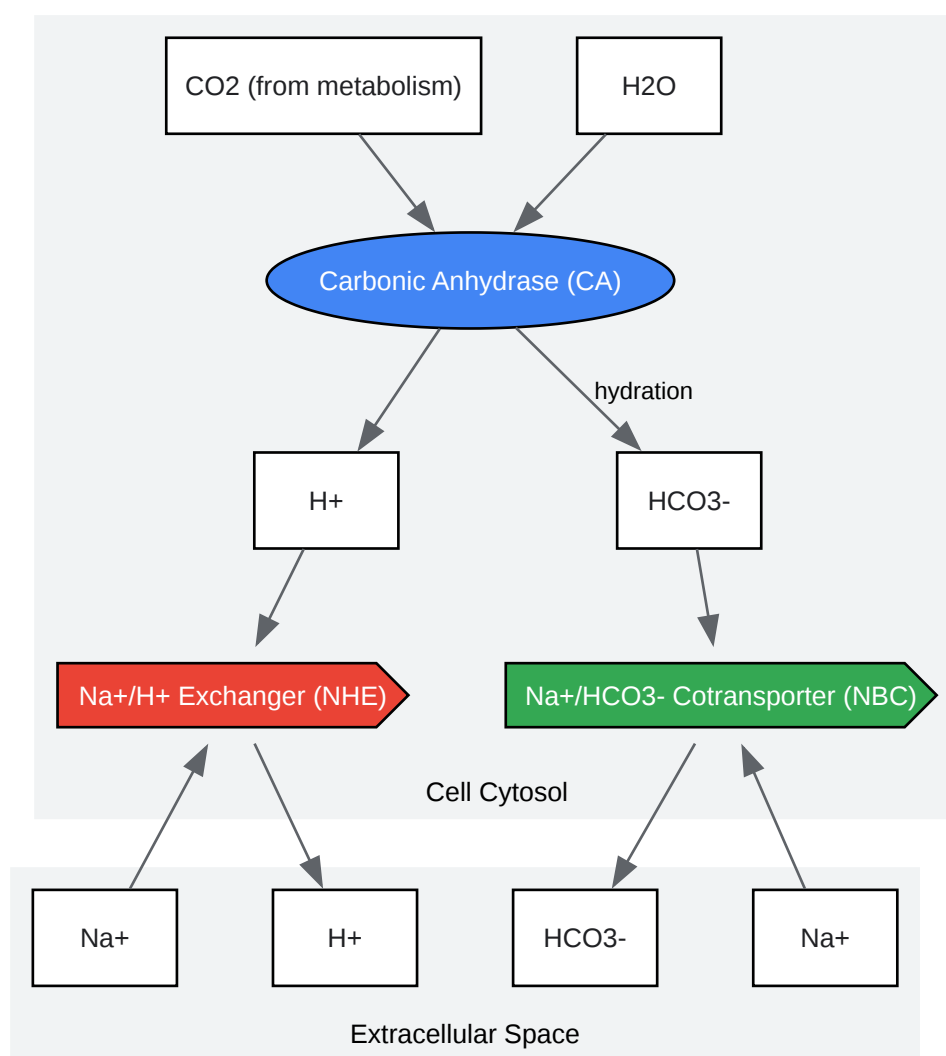 CO2 (from metabolism)
H2O
Carbonic Anhydrase (CA)
hydration
H+
HCO3-
Na+/H+ Exchanger (NHE)
Na+/HCO3- Cotransporter (NBC)
Cell Cytosol
Na+
H+
HCO3-
Na+
Extracellular Space